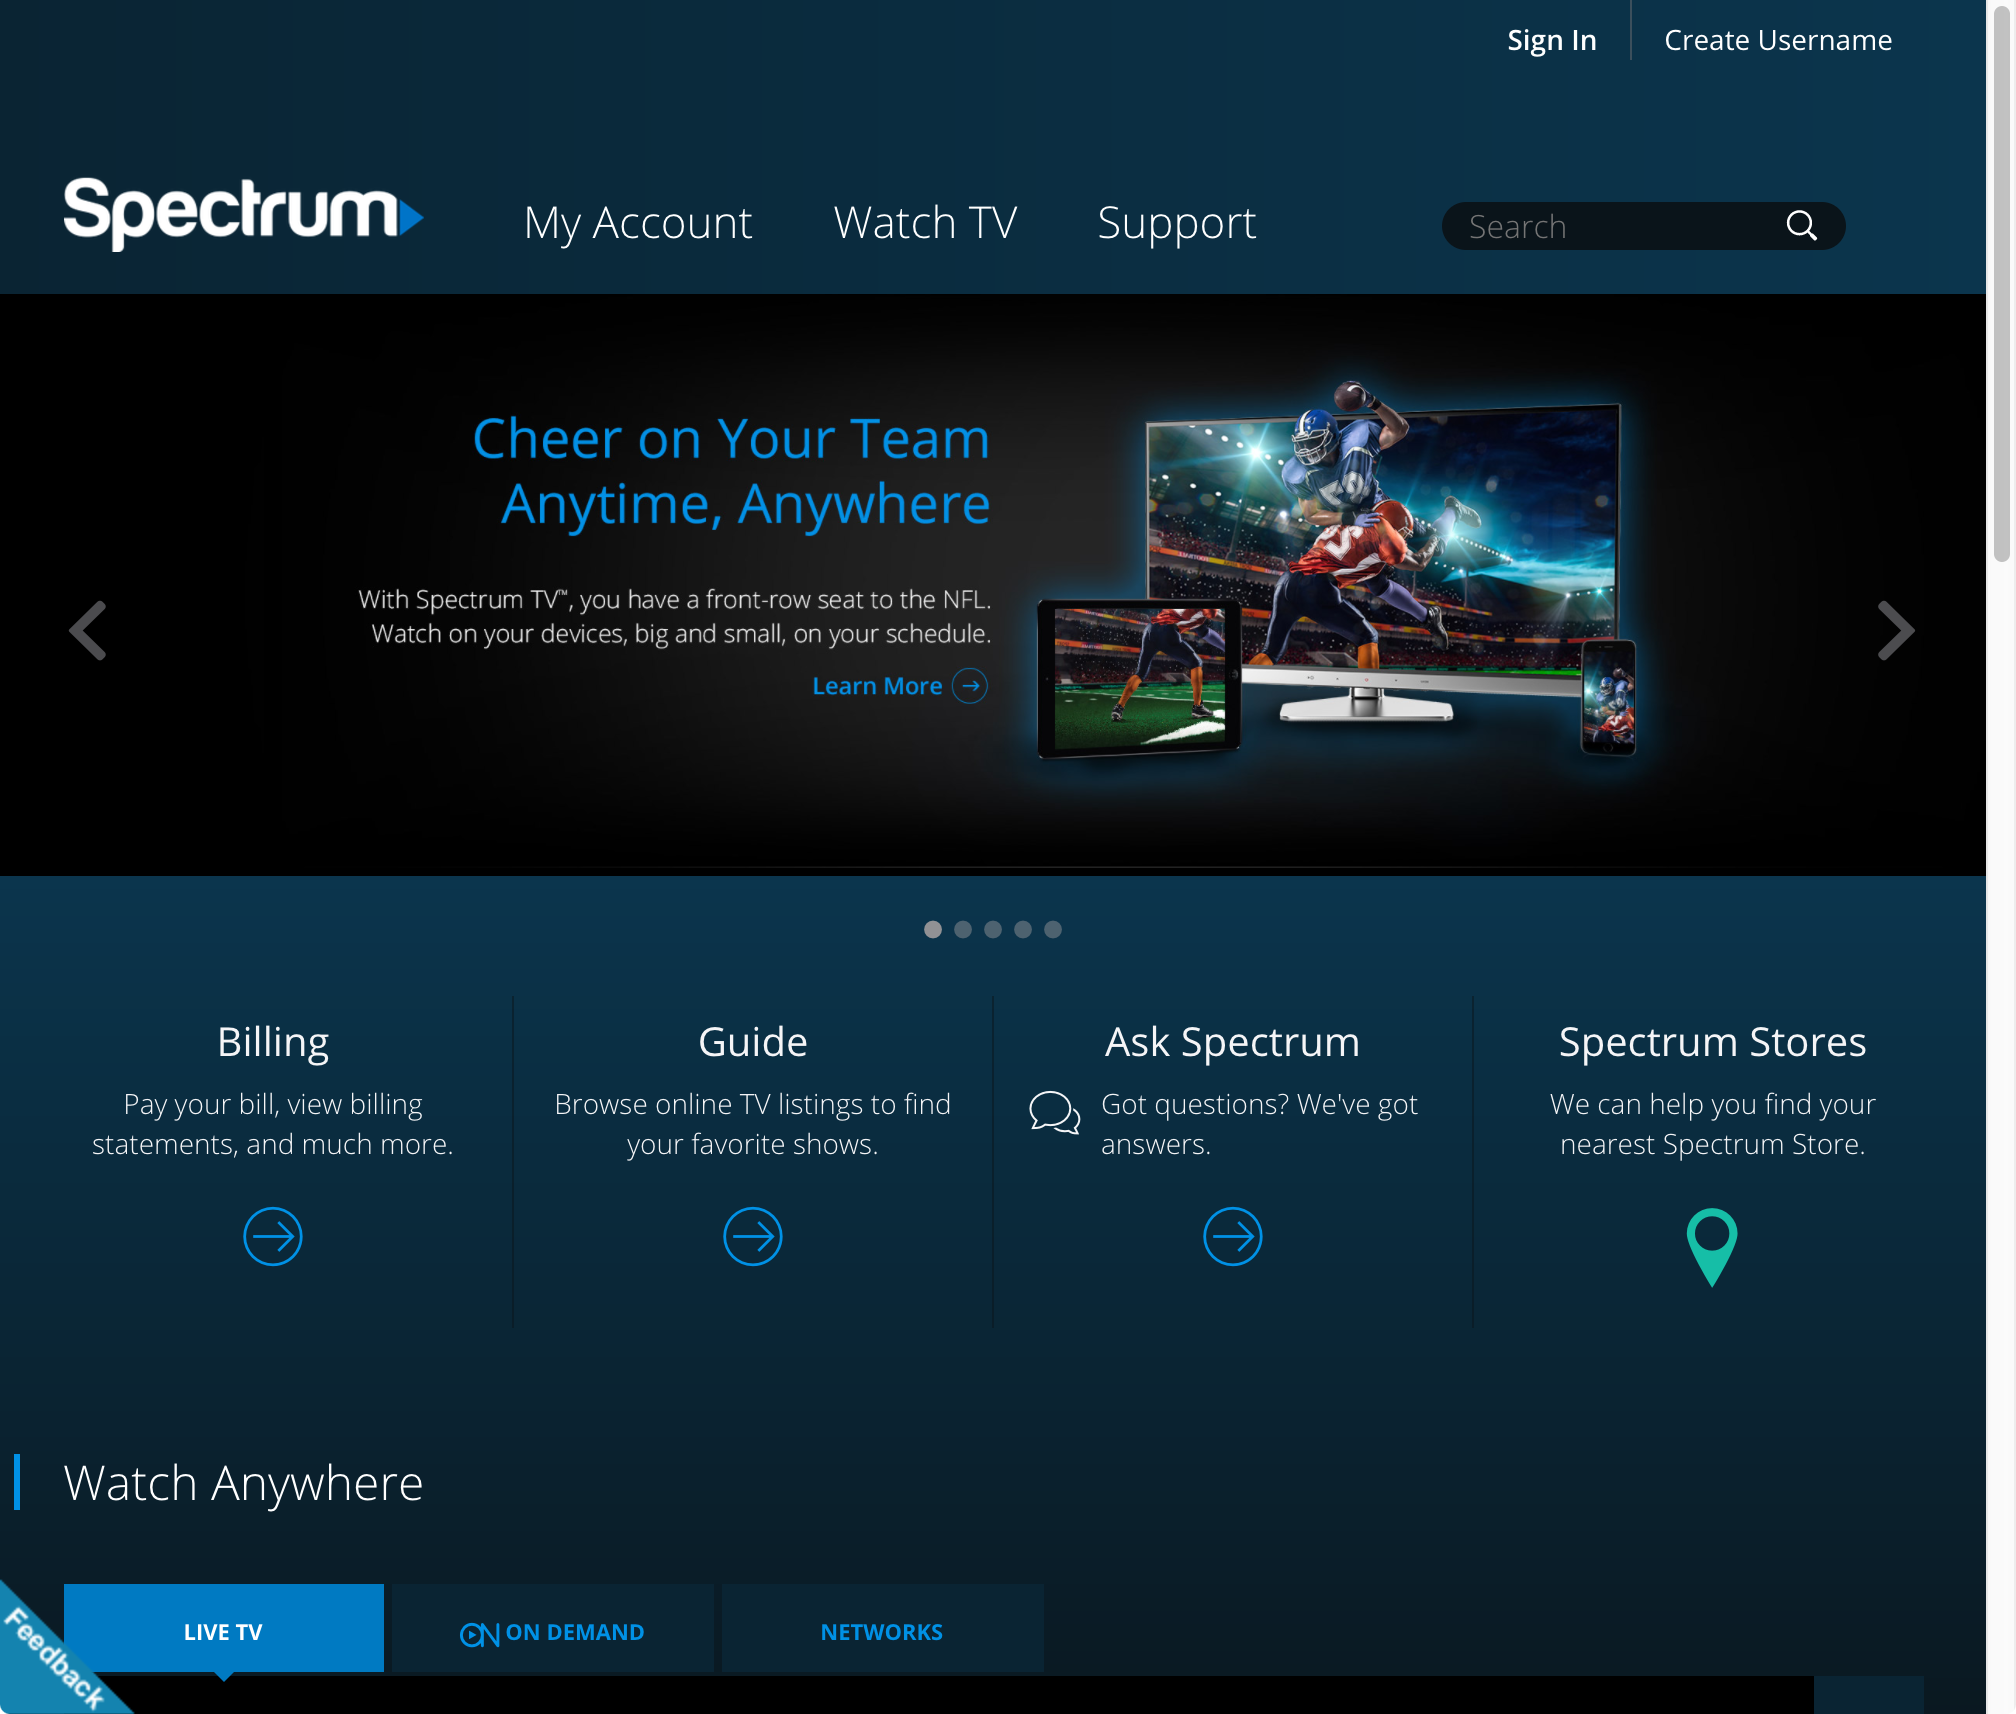 Sign In
Create Username
Spectrum
My Account
Watch TV
Support
Search
Cheer on Your Team
Anytime, Anywhere
With Spectrum TV™, you have a front-row seat to the NFL.
Watch on your devices, big and small, on your schedule.
Learn More
Billing
Pay your bill, view billing
statements, and much more.
Guide
Browse online TV listings to find
your favorite shows.
Ask Spectrum
Got questions? We've got
answers.
Spectrum Stores
We can help you find your
nearest Spectrum Store.
Watch Anywhere
LIVE TV
ON ON DEMAND
NETWORKS
Feedback